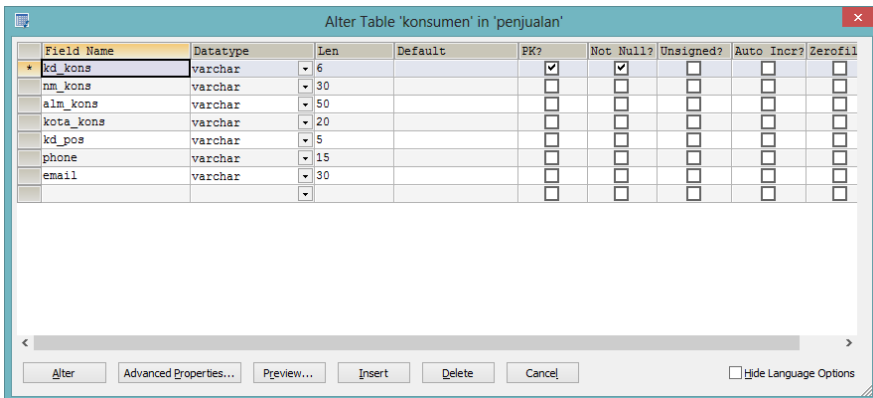 Alter Table 'konsumen' in 'penjualan'
Field Name Datatype Len Default PK? Not Null? Unsigned? Auto Incr? Zerofil
* kd_kons varchar 6
nm_kons varchar 30
alm_kons varchar 50
kota_kons varchar 20
kd_pos varchar 5
phone varchar 15
email varchar 30
Alter Advanced Properties... Preview... Insert Delete Cancel Hide Language Options